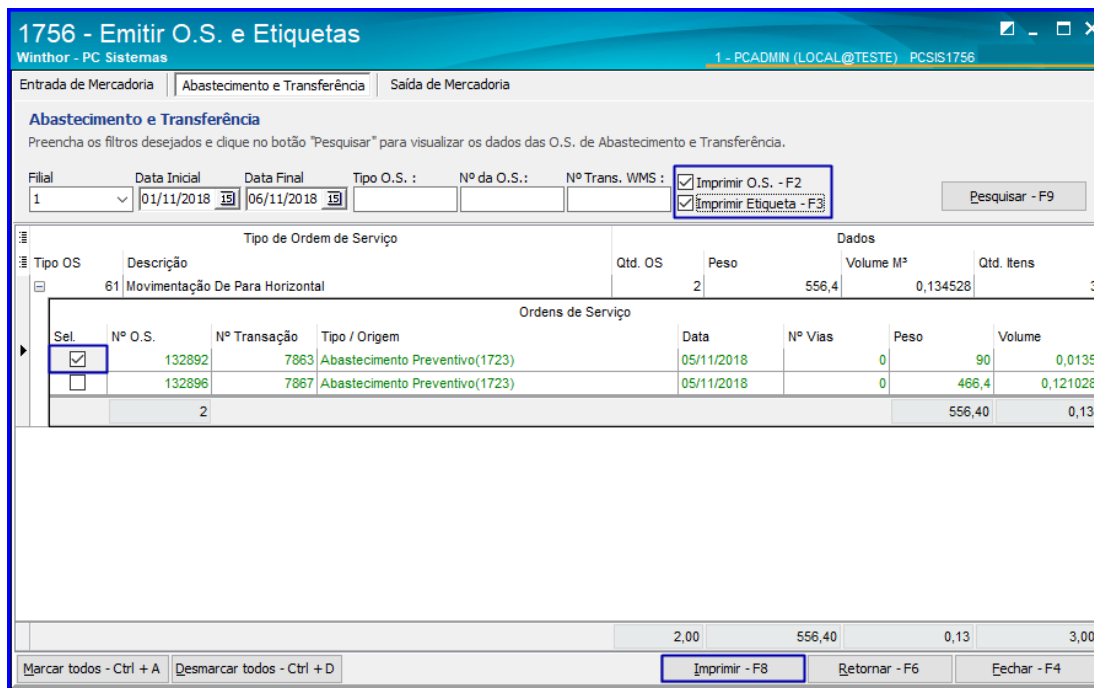 1756 - Emitir O.S. e Etiquetas
Winthor - PC Sistemas
1 - PCADMIN (LOCAL@TESTE) PCSIS1756
Entrada de Mercadoria Abastecimento e Transferência Saída de Mercadoria
Abastecimento e Transferência
Preencha os filtros desejados e clique no botão "Pesquisar" para visualizar os dados das O.S. de Abastecimento e Transferência.
Filial Data Inicial Data Final Tipo O.S. : Nº da O.S.: Nº Trans. WMS : Imprimir O.S. - F2
1 01/11/2018 15 06/11/2018 15 Imprimir Etiqueta - F3 Pesquisar - F9
Tipo de Ordem de Serviço Dados
Tipo OS Descrição Qtd. OS Peso Volume M³ Qtd. Itens
61 Movimentação De Para Horizontal 2 556,4 0,134528 3
Ordens de Serviço
Sel. Nº O.S. Nº Transação Tipo / Origem Data Nº Vias Peso Volume
132892 7863 Abastecimento Preventivo(1723) 05/11/2018 0 90 0,0135
132896 7867 Abastecimento Preventivo(1723) 05/11/2018 0 466,4 0,121028
2 556,40 0,13
2,00 556,40 0,13 3,00
Marcar todos - Ctrl + A Desmarcar todos - Ctrl + D Imprimir - F8 Retornar - F6 Fechar - F4